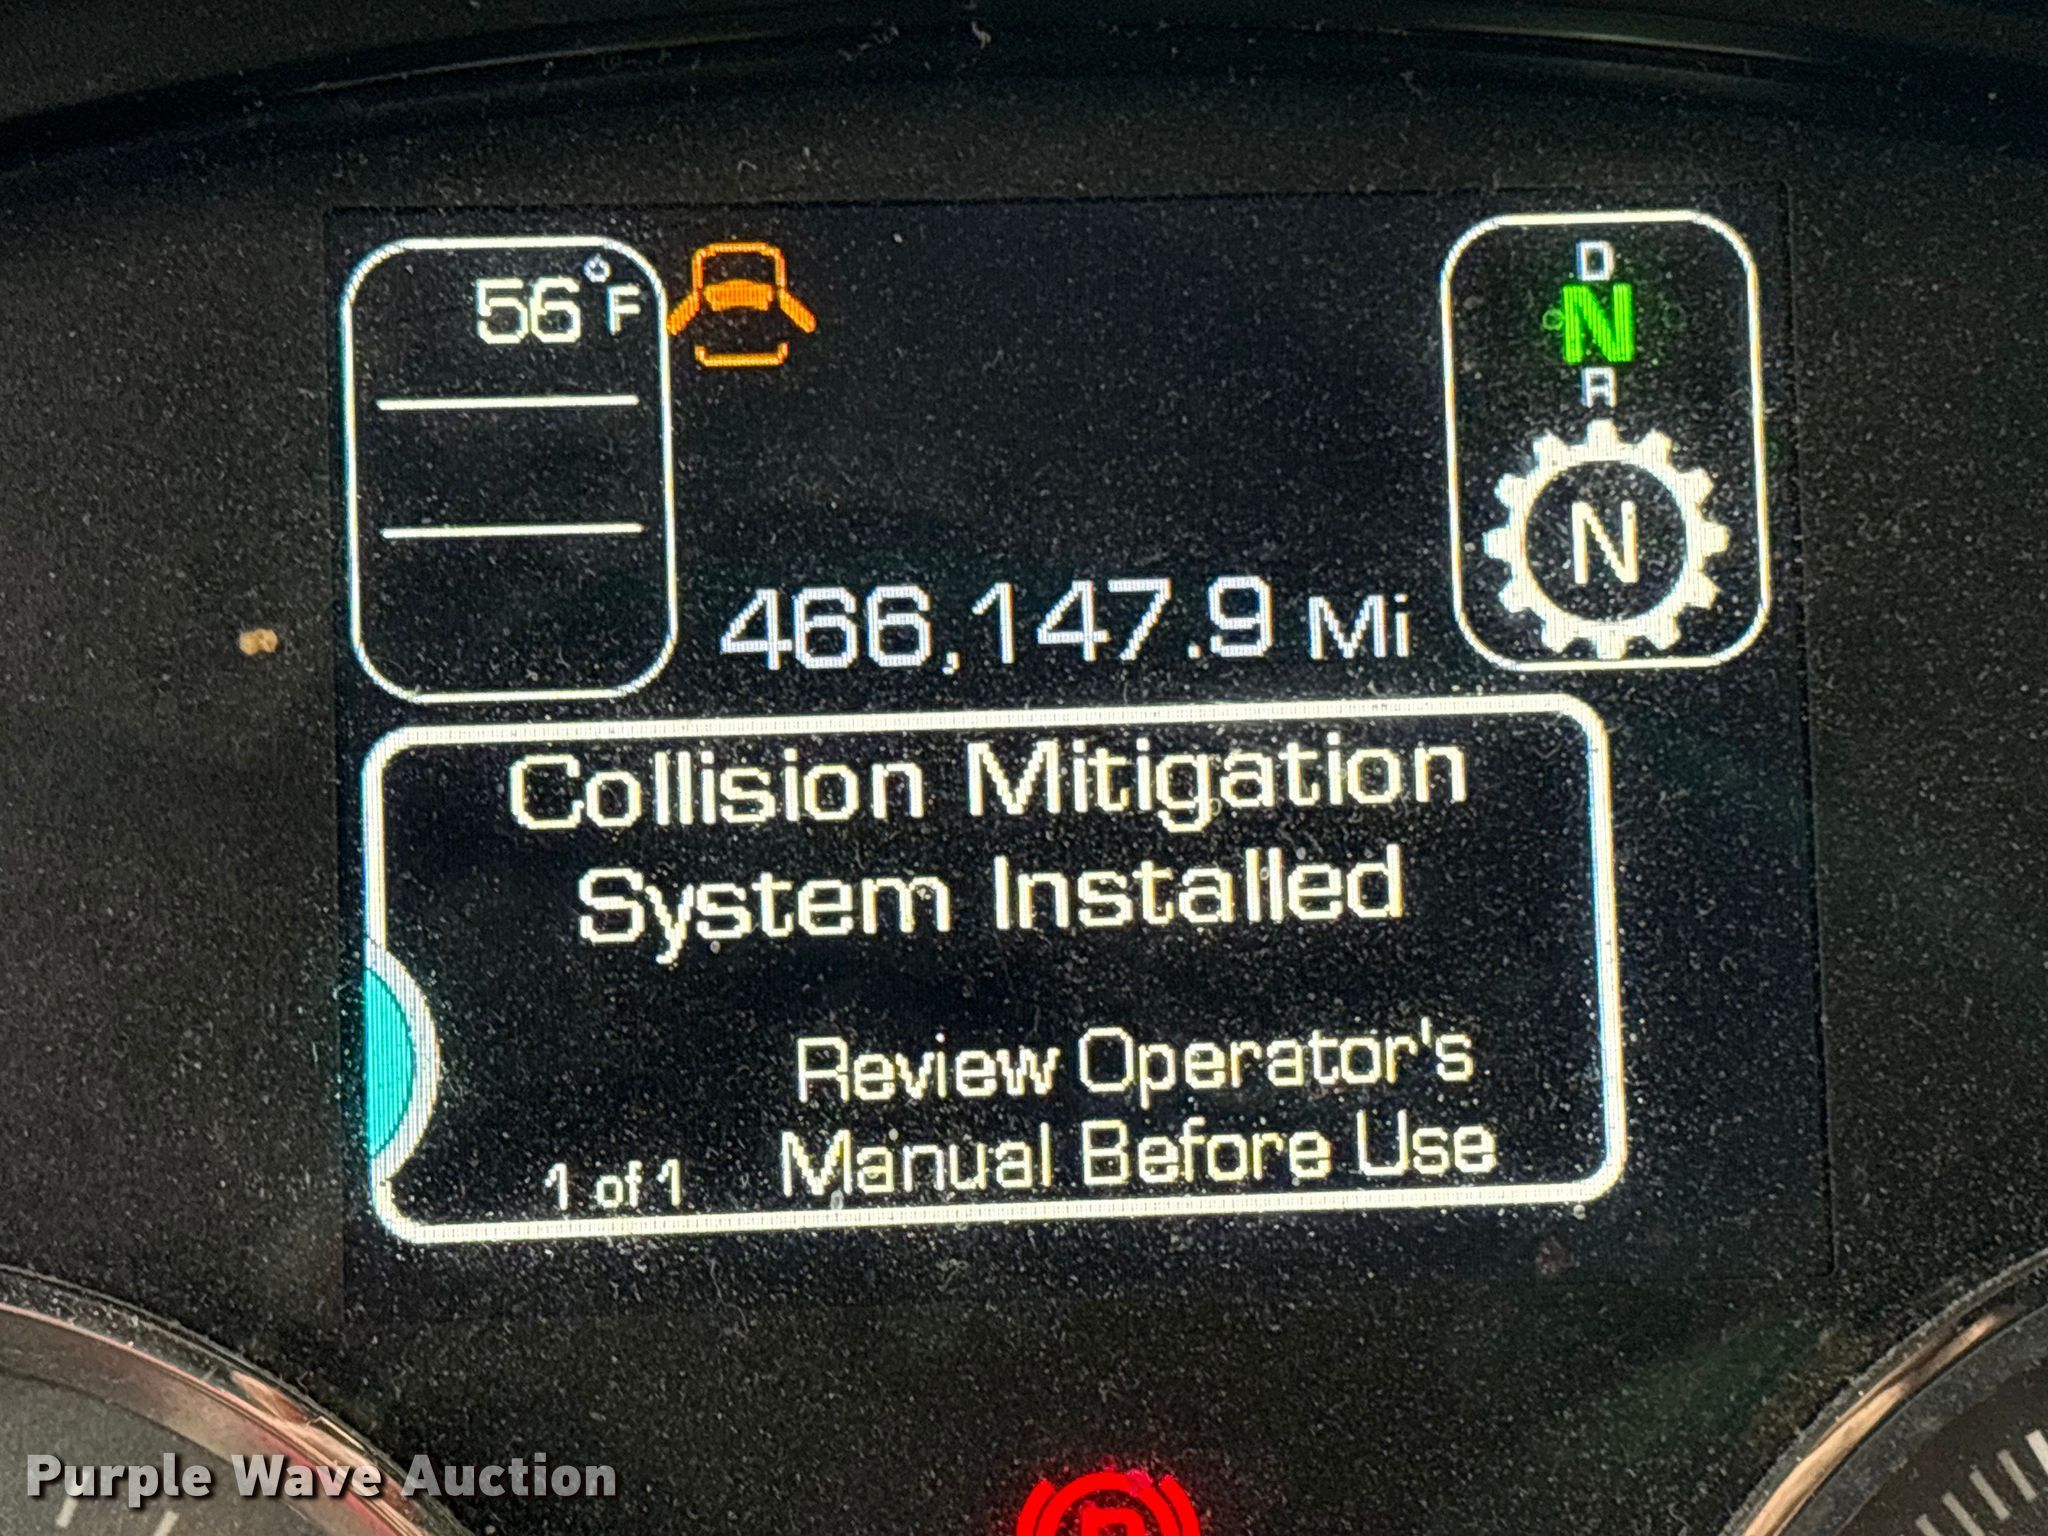 56°F
D
N
R
N
466,147.9 Mi
Collision Mitigation
System Installed
Review Operator's
Manual Before Use
1 of 1
Purple Wave Auction